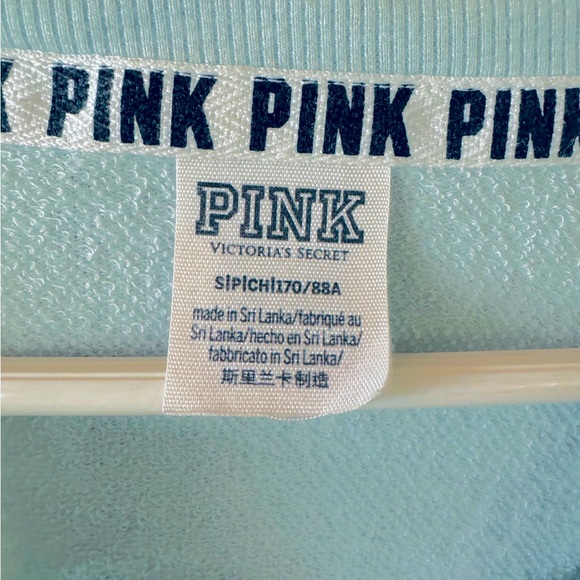 K PINK PINK PINK
PINK
VICTORIA'S SECRET
S|P|CH|170/88A
made in Sri Lanka/fabriqué au
Sri Lanka/hecho en Sri Lanka/
fabbricato in Sri Lanka/
斯里兰卡制造